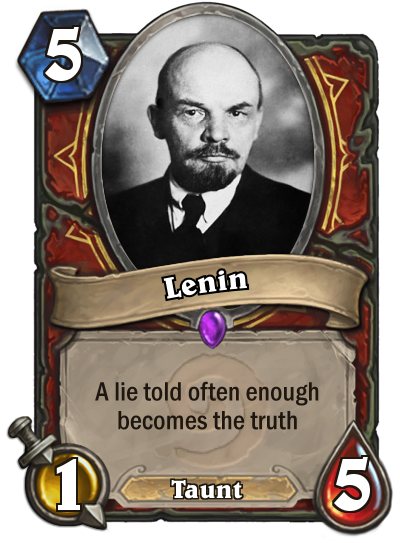 5
Lenin
A lie told often enough
becomes the truth
1
Taunt
5